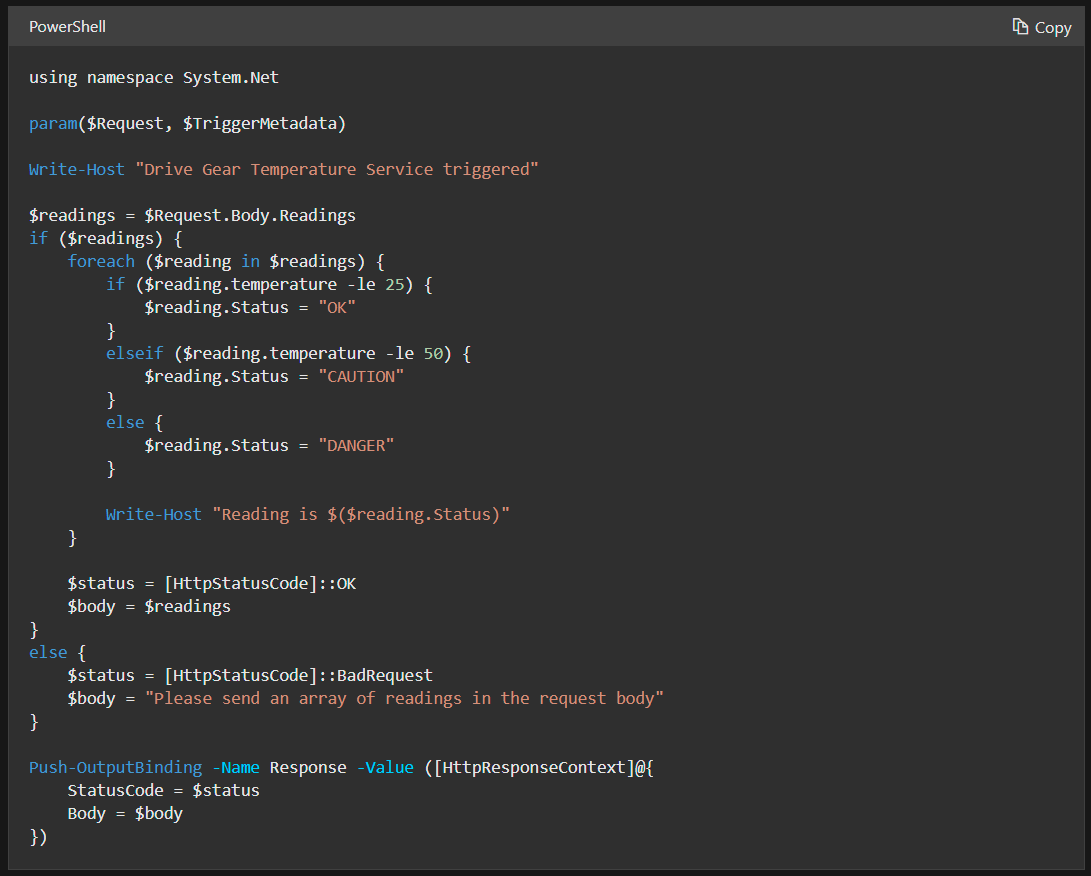 PowerShell
Copy
using namespace System.Net
param($Request, $TriggerMetadata)
Write-Host "Drive Gear Temperature Service triggered"
$readings = $Request.Body.Readings
if ($readings) {
    foreach ($reading in $readings) {
        if ($reading.temperature -le 25) {
            $reading.Status = "OK"
        }
        elseif ($reading.temperature -le 50) {
            $reading.Status = "CAUTION"
        }
        else {
            $reading.Status = "DANGER"
        }
        Write-Host "Reading is $($reading.Status)"
    }
    $status = [HttpStatusCode]::OK
    $body = $readings
}
else {
    $status = [HttpStatusCode]::BadRequest
    $body = "Please send an array of readings in the request body"
}
Push-OutputBinding -Name Response -Value ([HttpResponseContext]@{
    StatusCode = $status
    Body = $body
})